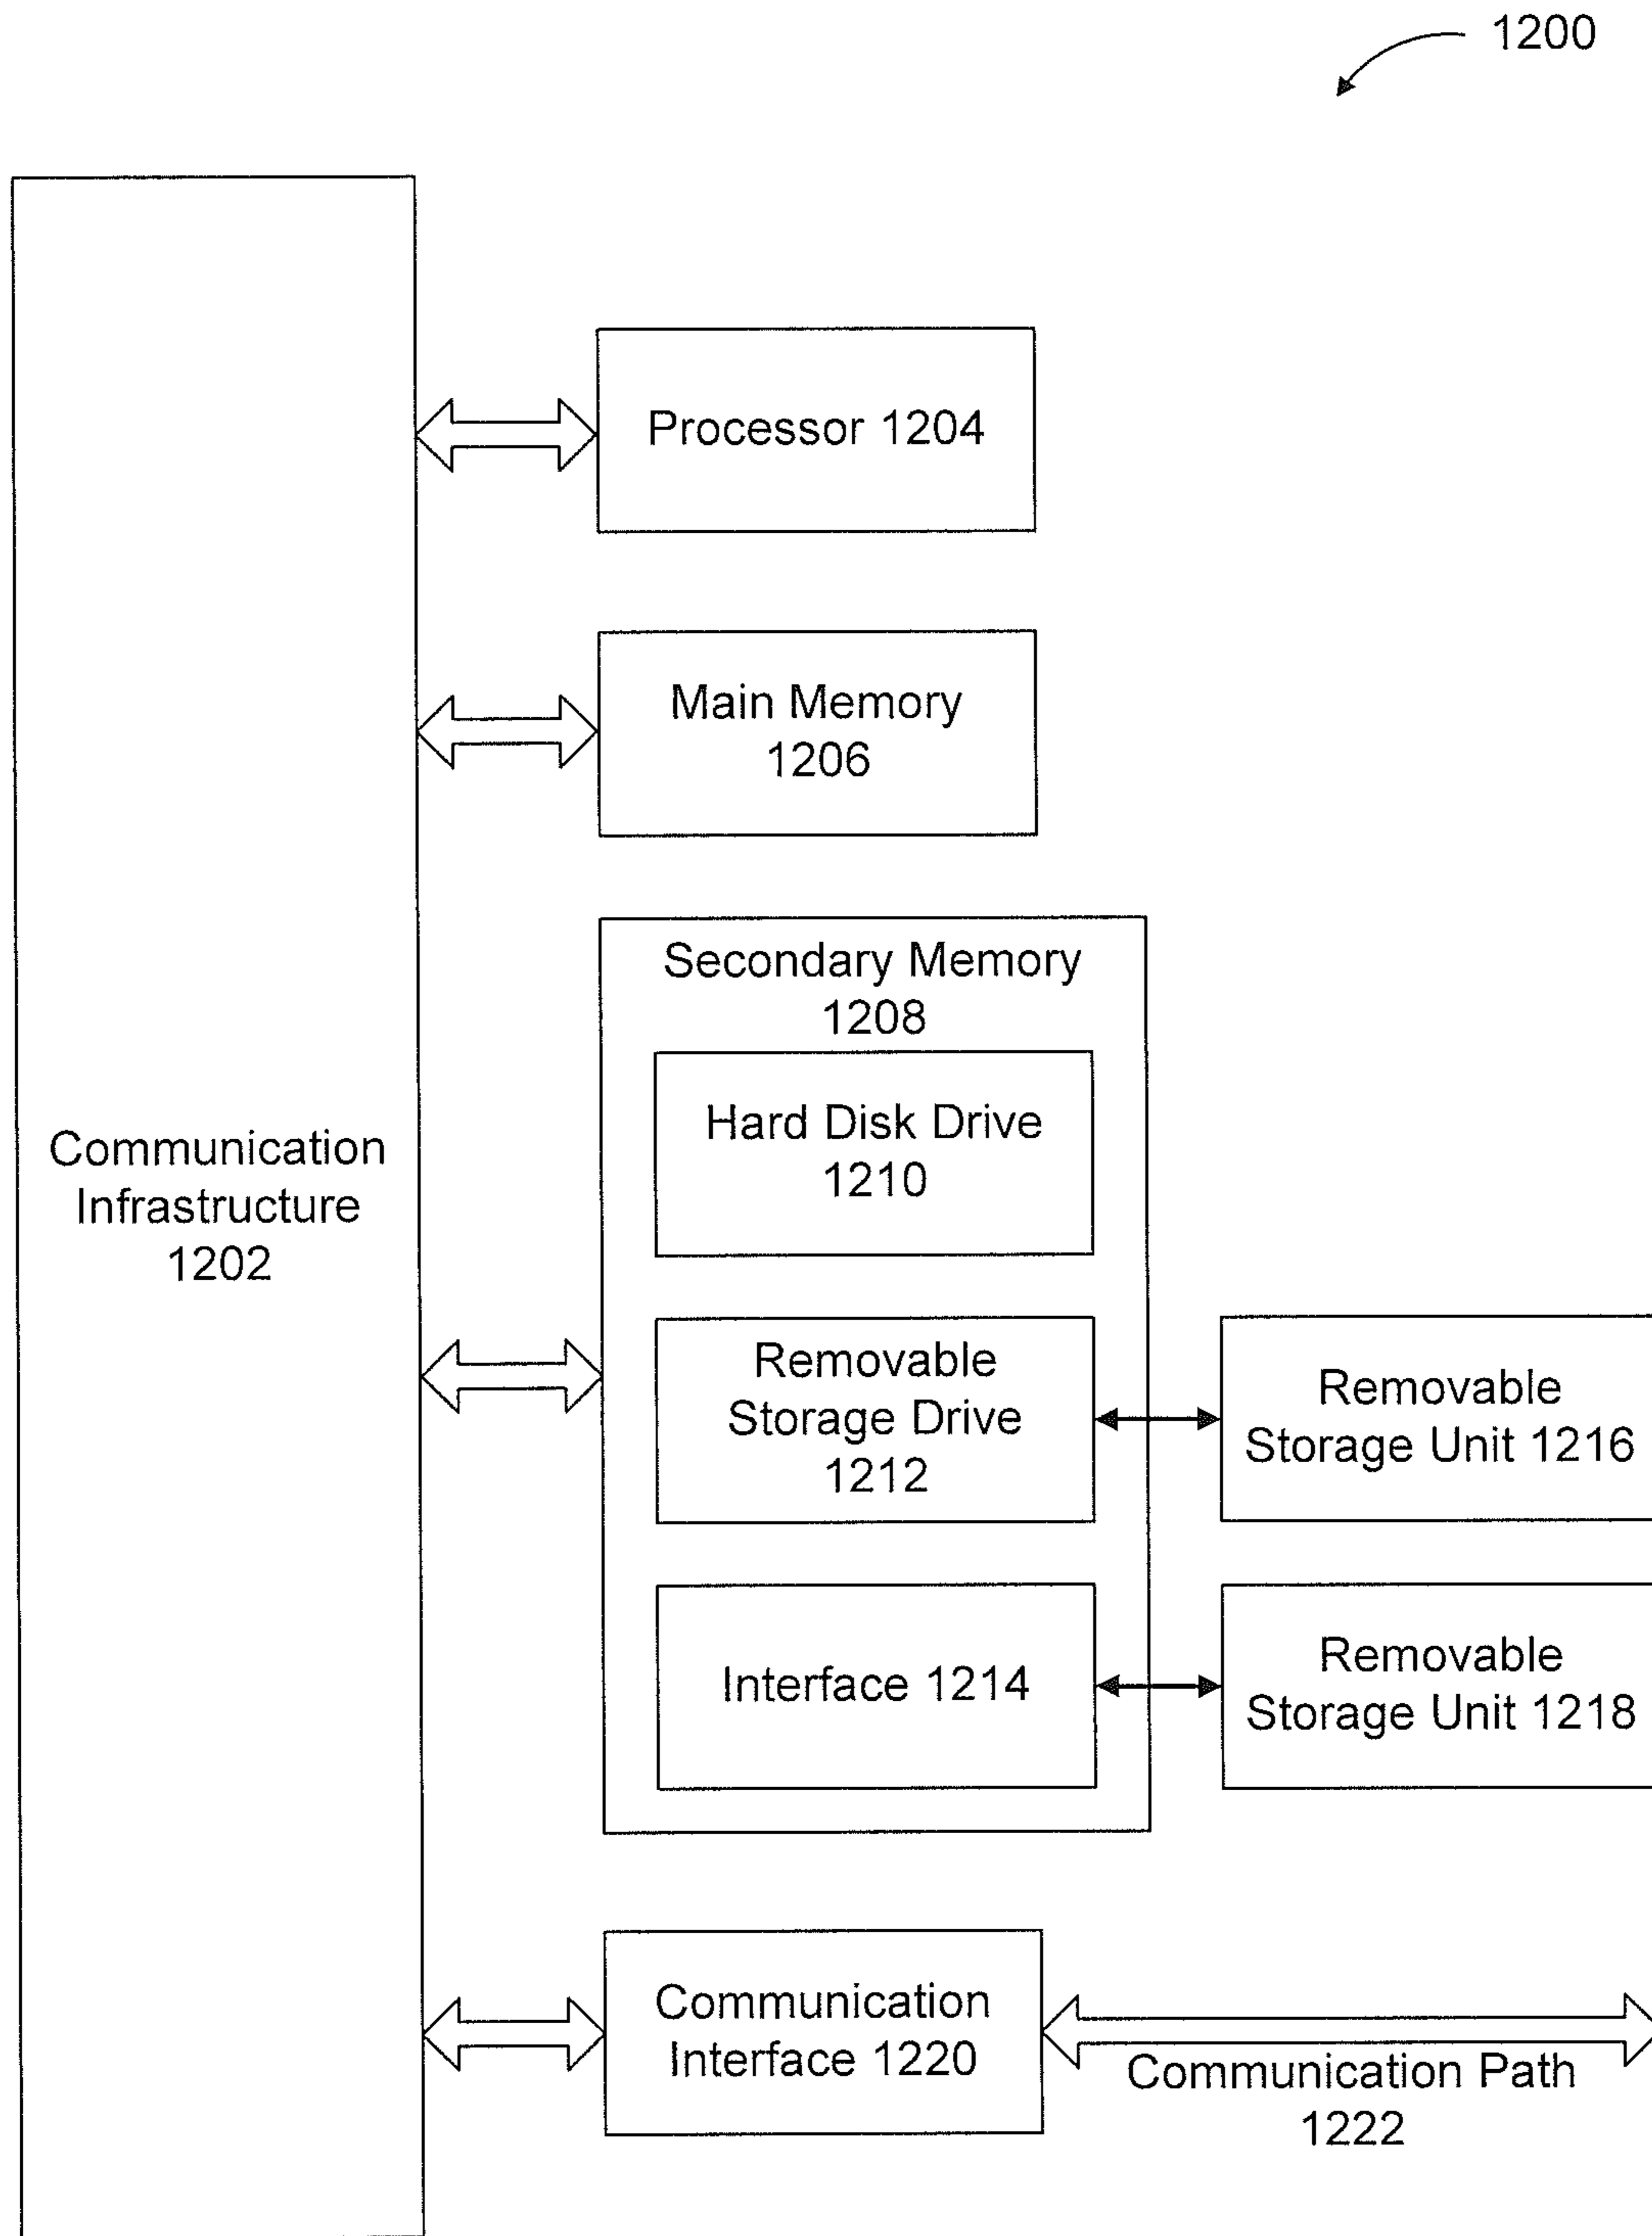 1200
Processor 1204
Main Memory
1206
Secondary Memory
1208
Hard Disk Drive
1210
Communication
Infrastructure
1202
Removable
Storage Drive
1212
Removable
Storage Unit 1216
Interface 1214
Removable
Storage Unit 1218
Communication
Interface 1220
Communication Path
1222